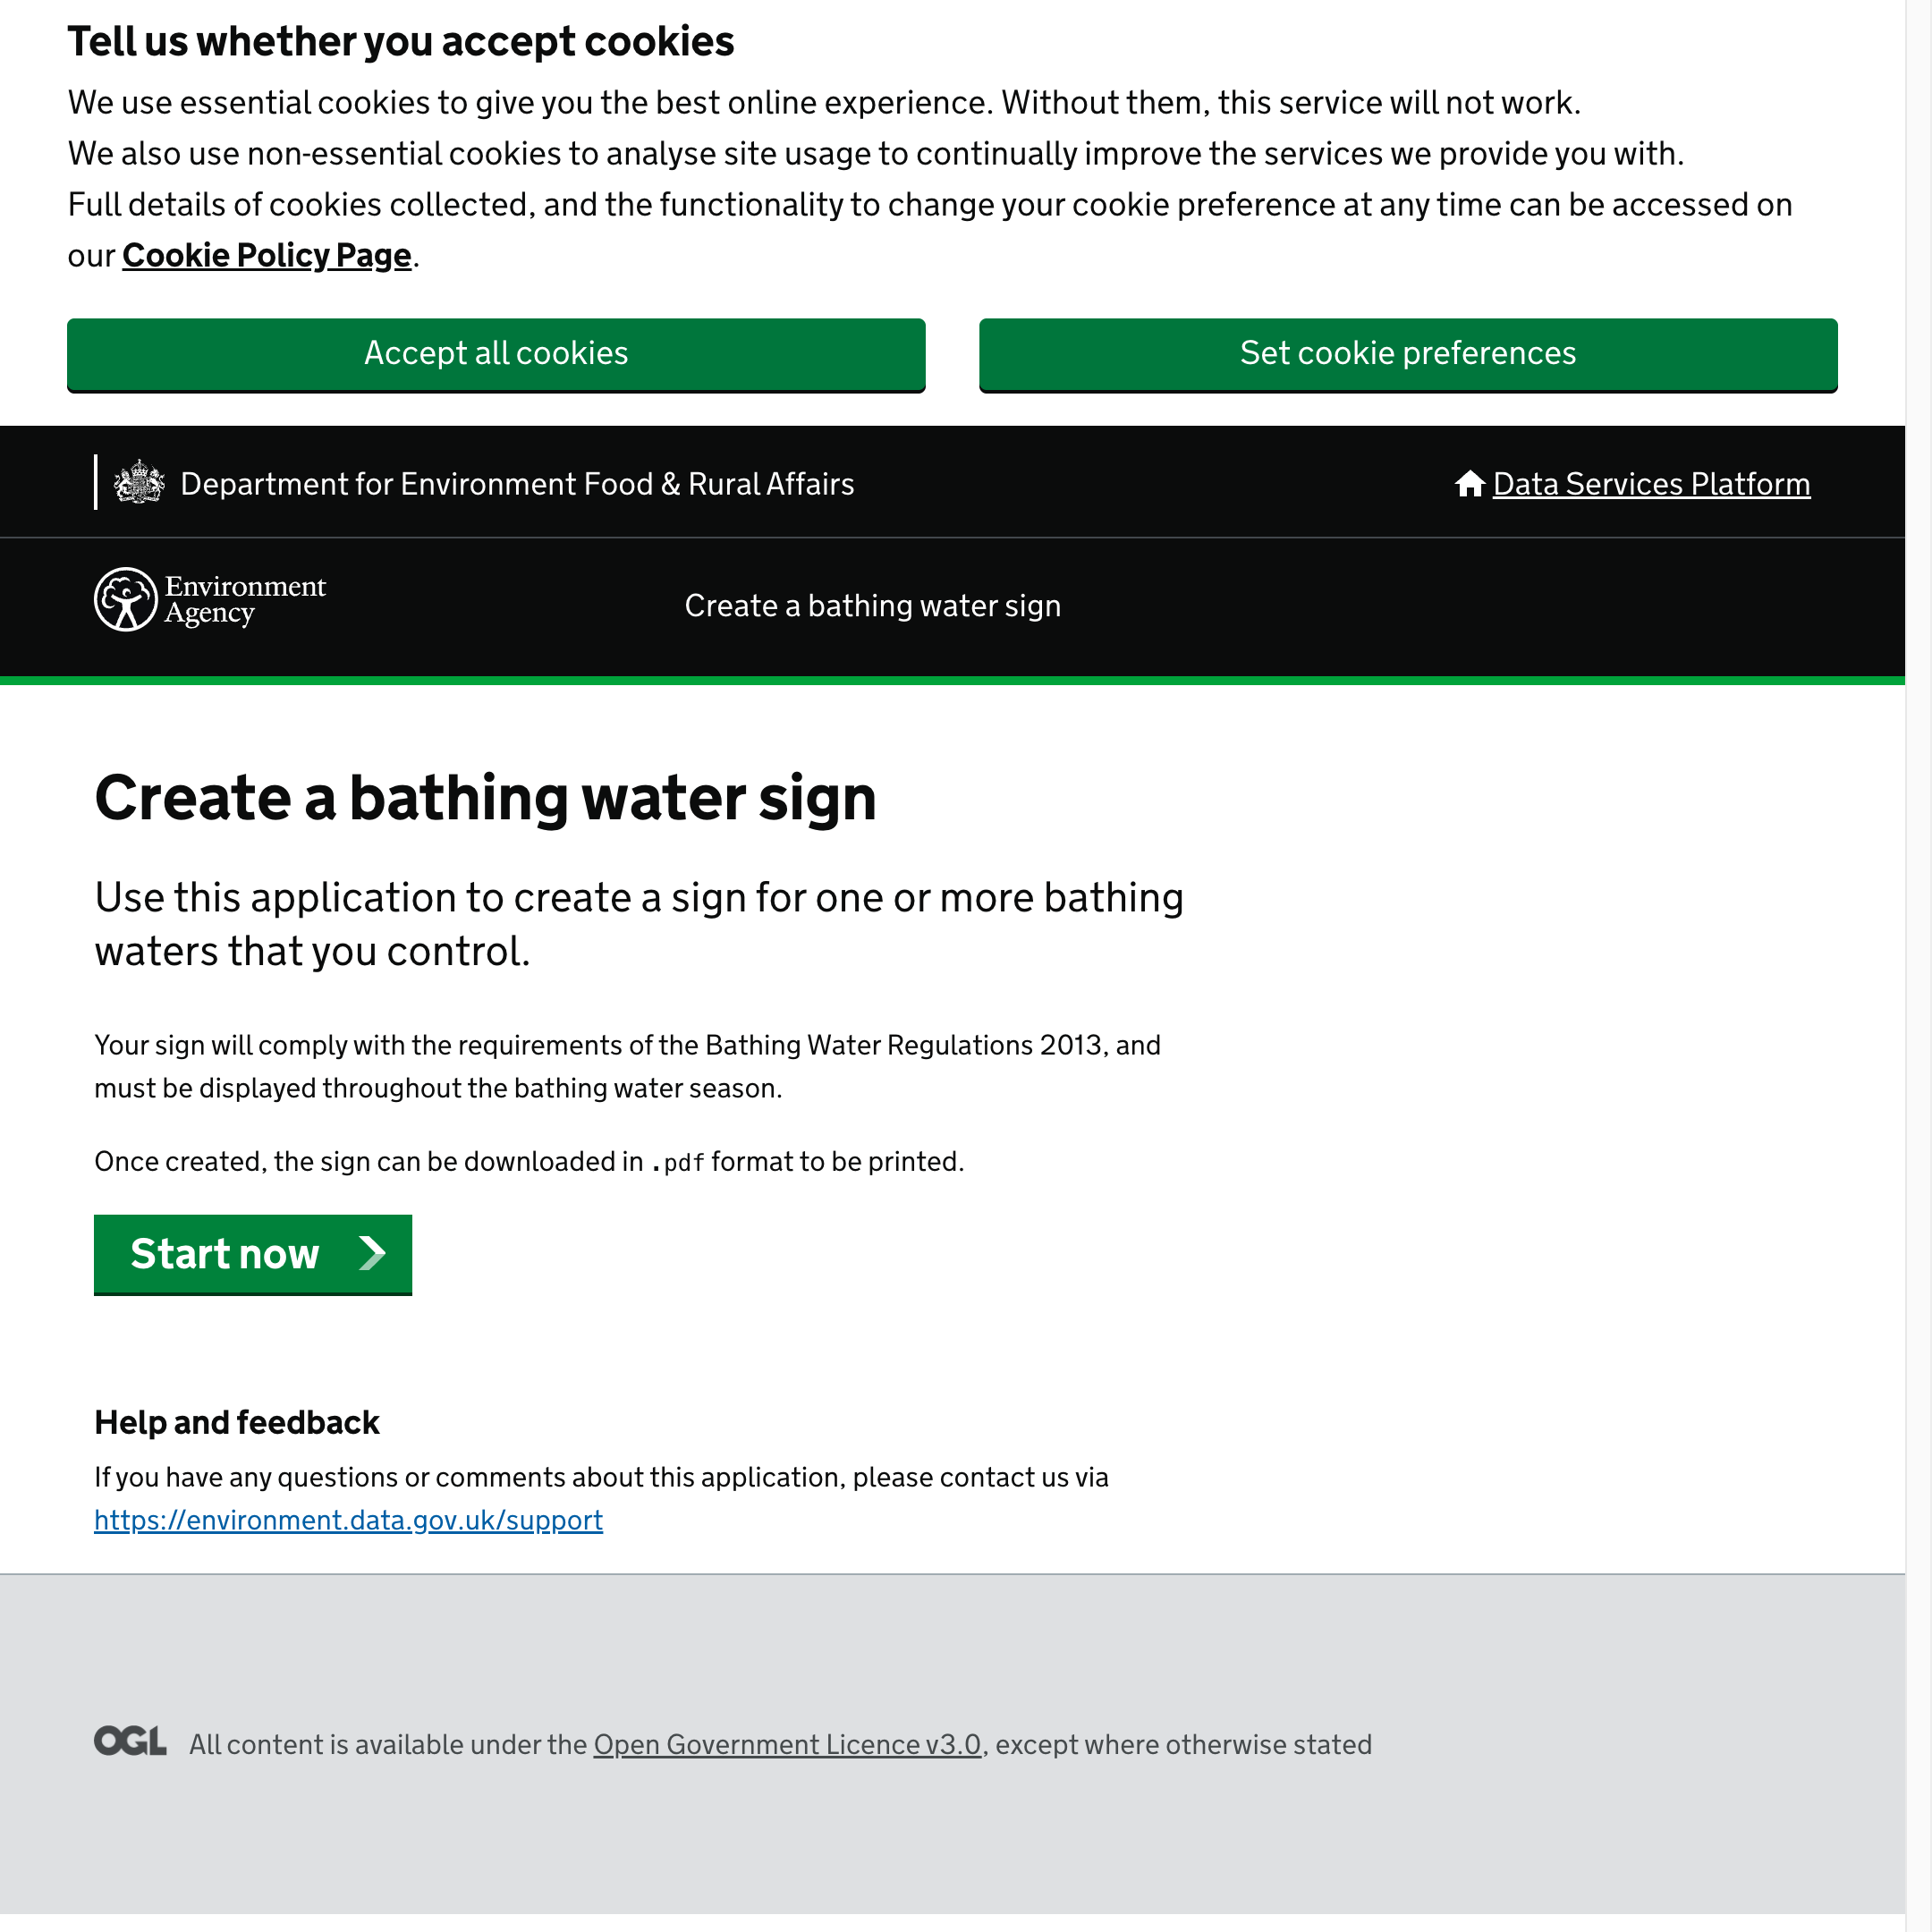 Tell us whether you accept cookies
We use essential cookies to give you the best online experience. Without them, this service will not work.
We also use non-essential cookies to analyse site usage to continually improve the services we provide you with.
Full details of cookies collected, and the functionality to change your cookie preference at any time can be accessed on
our Cookie Policy Page.
Accept all cookies
Set cookie preferences
Department for Environment Food & Rural Affairs
Data Services Platform
Environment
Agency
Create a bathing water sign
Create a bathing water sign
Use this application to create a sign for one or more bathing
waters that you control.
Your sign will comply with the requirements of the Bathing Water Regulations 2013, and
must be displayed throughout the bathing water season.
Once created, the sign can be downloaded in .pdf format to be printed.
Start now
Help and feedback
If you have any questions or comments about this application, please contact us via
https://environment.data.gov.uk/support
OGL All content is available under the Open Government Licence v3.0, except where otherwise stated